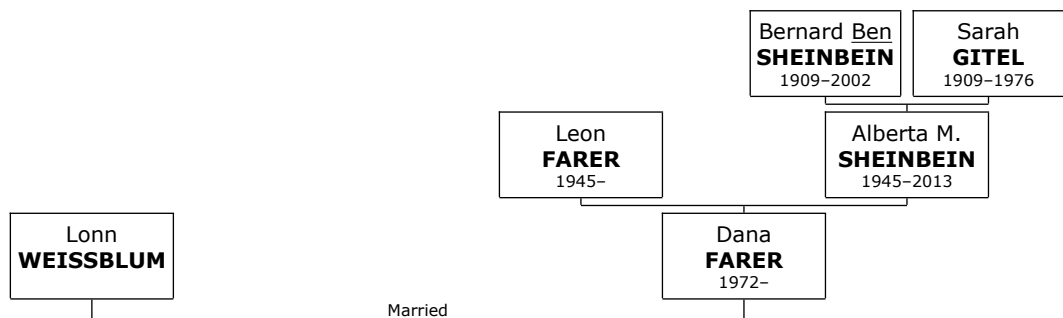 Bernard Ben
SHEINBEIN
1909–2002
Sarah
GITEL
1909–1976
Leon
FARER
1945–
Alberta M.
SHEINBEIN
1945–2013
Lonn
WEISSBLUM
Dana
FARER
1972–
Married